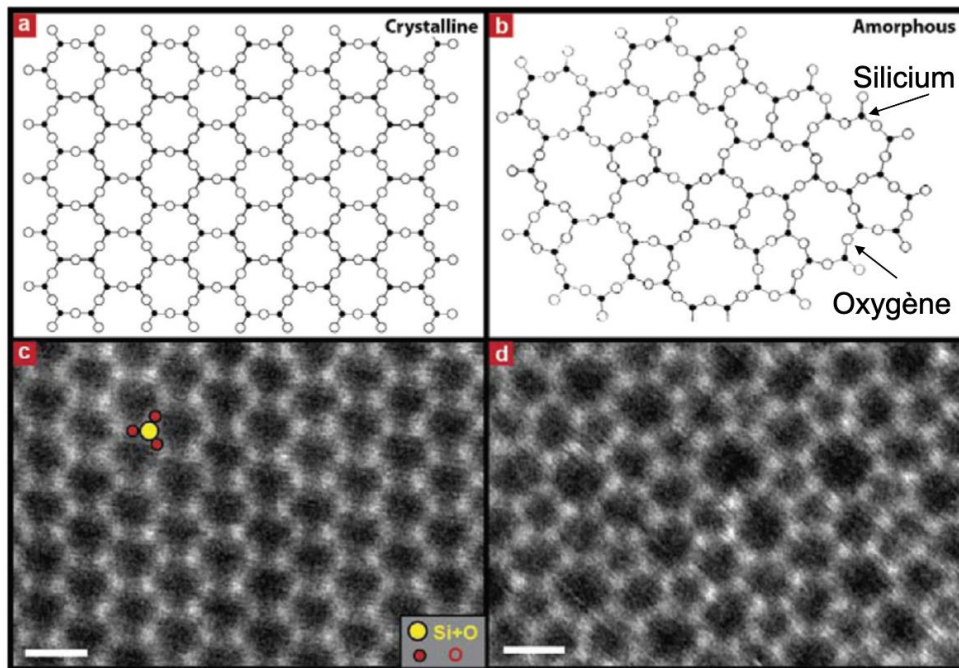 a
Crystalline
b
Amorphous
Silicium
Oxygène
c
Si+O
O
d